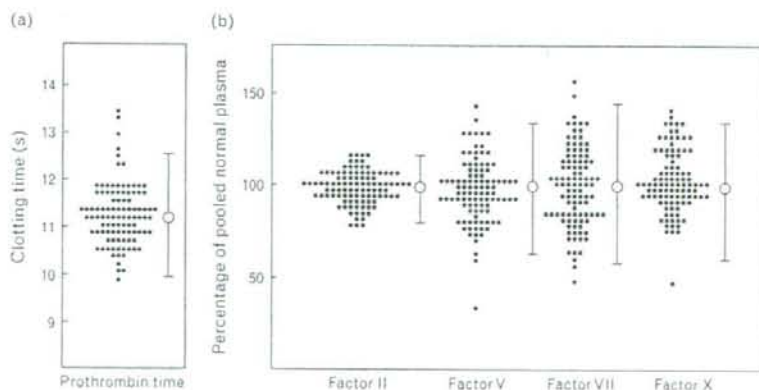 (a)
Clotting time (s)
14
13
12
11
10
9
Prothrombin time
(b)
Percentage of pooled normal plasma
150
100
50
Factor II
Factor V
Factor VII
Factor X